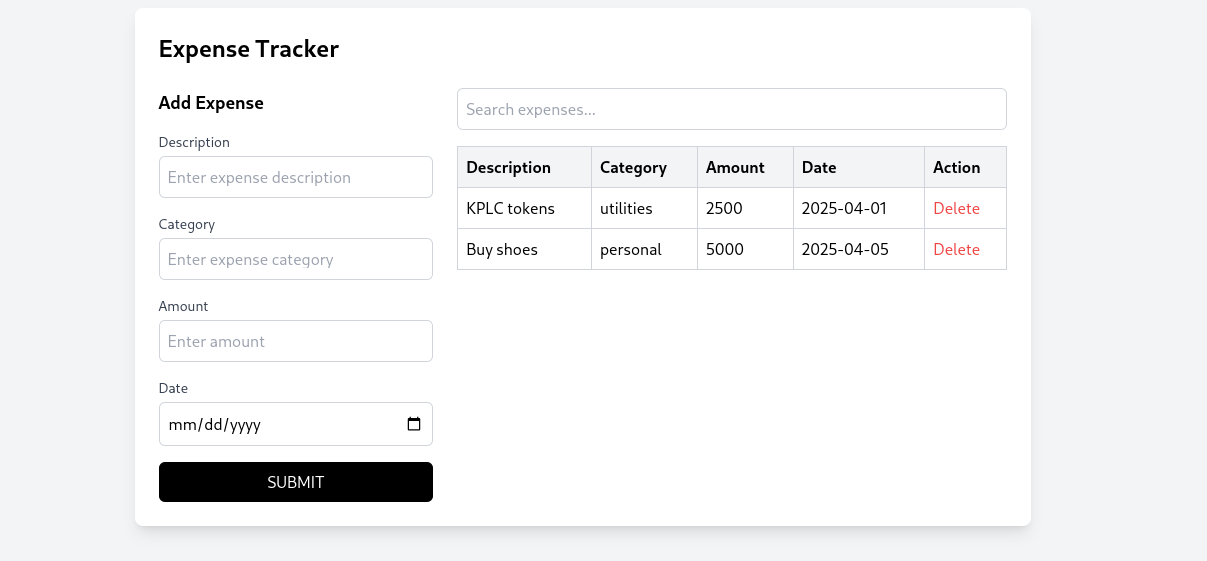 Expense Tracker
Add Expense
Description
Enter expense description
Category
Enter expense category
Amount
Enter amount
Date
mm/dd/yyyy
SUBMIT
Search expenses...
Description Category Amount Date Action
KPLC tokens utilities 2500 2025-04-01 Delete
Buy shoes personal 5000 2025-04-05 Delete